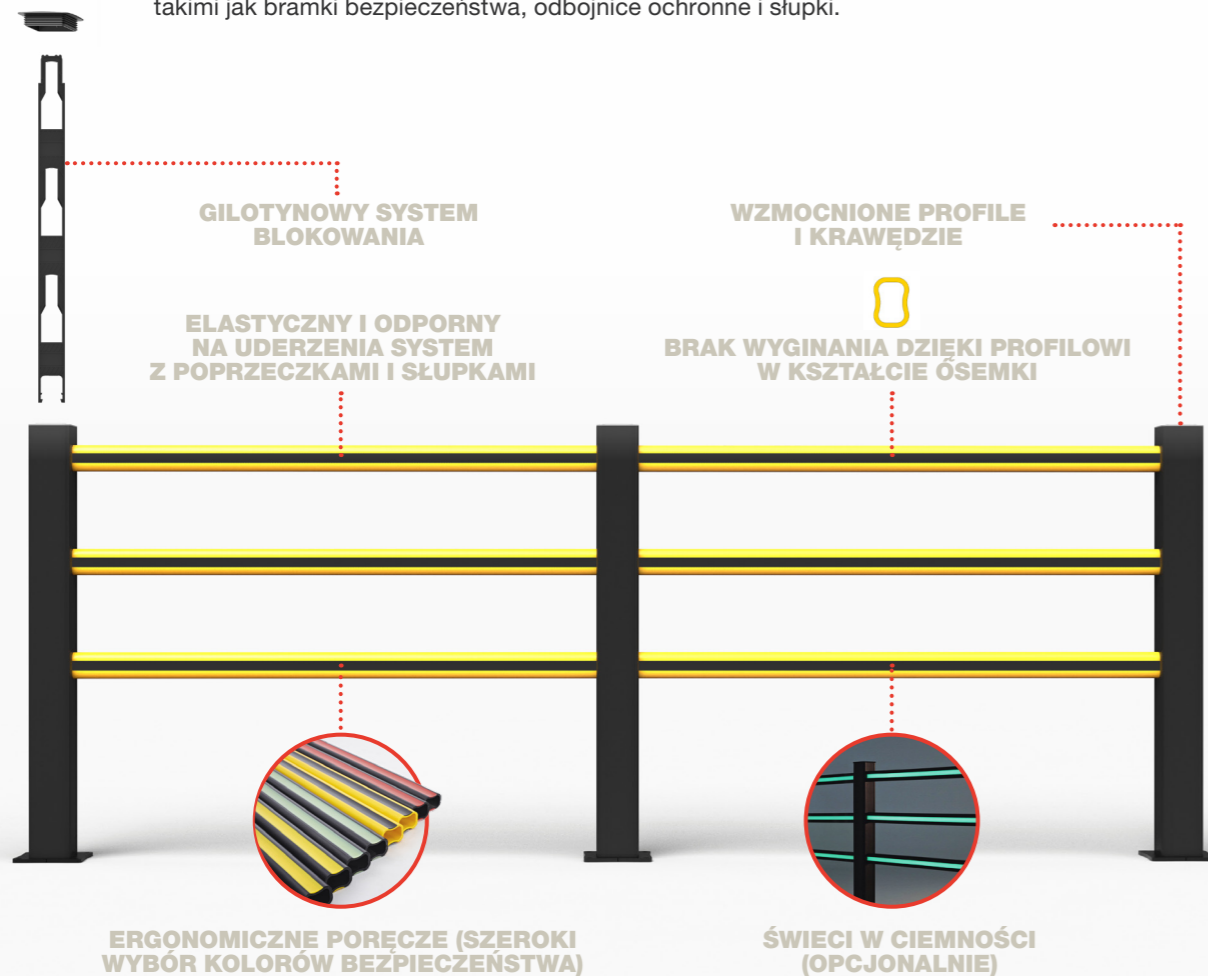 takimi jak bramki bezpieczeństwa, odbojnice ochronne i słupki.
GILOTYNOWY SYSTEM
BLOKOWANIA
WZMOCNIONE PROFILE
I KRAWĘDZIE
ELASTYCZNY I ODPORNY
NA UDERZENIA SYSTEM
Z POPRZECZKAMI I SŁUPKAMI
BRAK WYGINANIA DZIĘKI PROFILOWI
W KSZTAŁCIE ÓSEMKI
ERGONOMICZNE PORĘCZE (SZEROKI
WYBÓR KOLORÓW BEZPIECZEŃSTWA)
ŚWIECI W CIEMNOŚCI
(OPCJONALNIE)